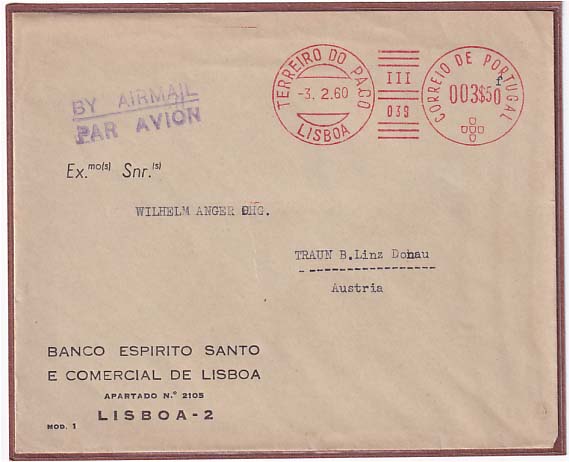 TERREIRO DO PAÇO
-3. 2.60
LISBOA
III
039
CORREIO DE PORTUGAL
f
003$50
BY AIRMAIL
PAR AVION
Ex.mo(s) Snr.(s)
WILHELM ANGER OHG.
TRAUN B.Linz Donau
Austria
BANCO ESPIRITO SANTO
E COMERCIAL DE LISBOA
APARTADO N.º 2105
LISBOA-2
MOD. 1